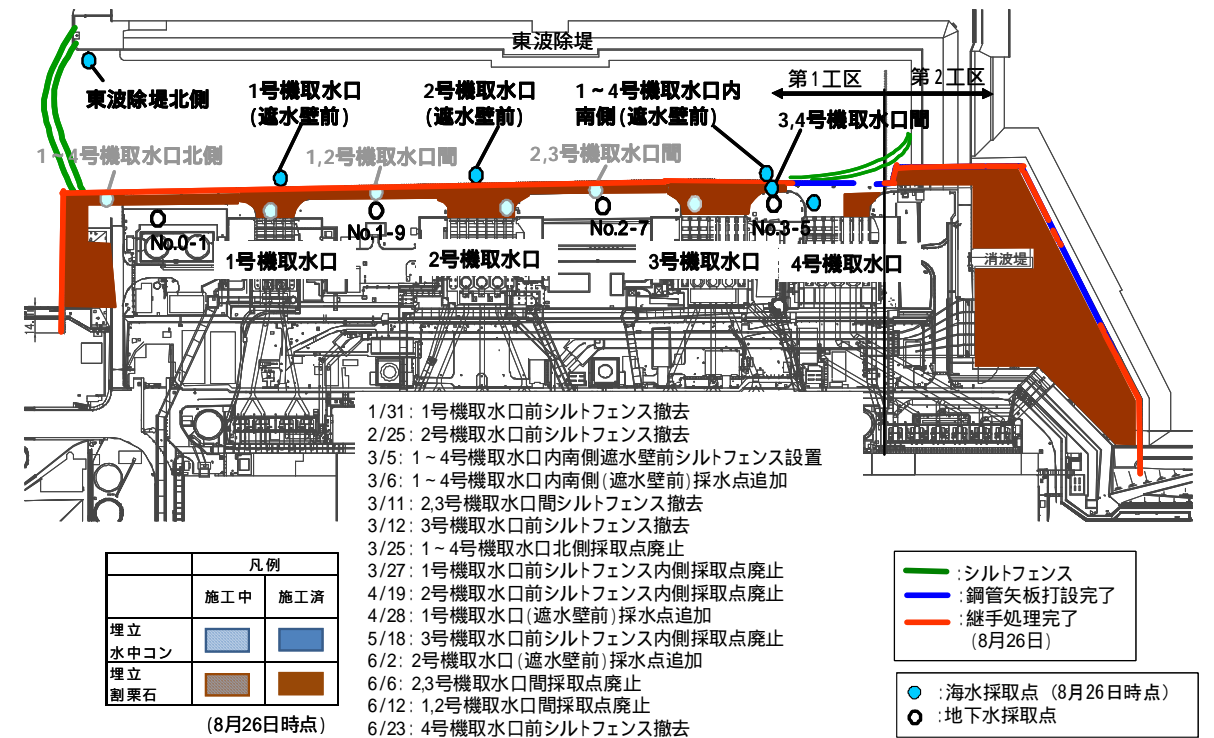 東波除堤
第1工区
第2工区
東波除堤北側
1号機取水口
(遮水壁前)
2号機取水口
(遮水壁前)
1~4号機取水口内
南側(遮水壁前)
3,4号機取水口間
1~4号機取水口北側
1,2号機取水口間
2,3号機取水口間
No.0-1
No.1-9
No.2-7
No.3-5
1号機取水口
2号機取水口
3号機取水口
4号機取水口
消波堤
1/31: 1号機取水口前シルトフェンス撤去
2/25: 2号機取水口前シルトフェンス撤去
3/5: 1~4号機取水口内南側遮水壁前シルトフェンス設置
3/6: 1~4号機取水口内南側(遮水壁前)採水点追加
3/11: 2,3号機取水口間シルトフェンス撤去
3/12: 3号機取水口前シルトフェンス撤去
3/25: 1~4号機取水口北側採取点廃止
3/27: 1号機取水口前シルトフェンス内側採取点廃止
4/19: 2号機取水口前シルトフェンス内側採取点廃止
4/28: 1号機取水口(遮水壁前)採水点追加
5/18: 3号機取水口前シルトフェンス内側採取点廃止
6/2: 2号機取水口(遮水壁前)採水点追加
6/6: 2,3号機取水口間採取点廃止
6/12: 1,2号機取水口間採取点廃止
6/23: 4号機取水口前シルトフェンス撤去
凡例
施工中 施工済
埋立
水中コン
埋立
割栗石
(8月26日時点)
:シルトフェンス
:鋼管矢板打設完了
:継手処理完了
(8月26日)
:海水採取点 (8月26日時点)
:地下水採取点